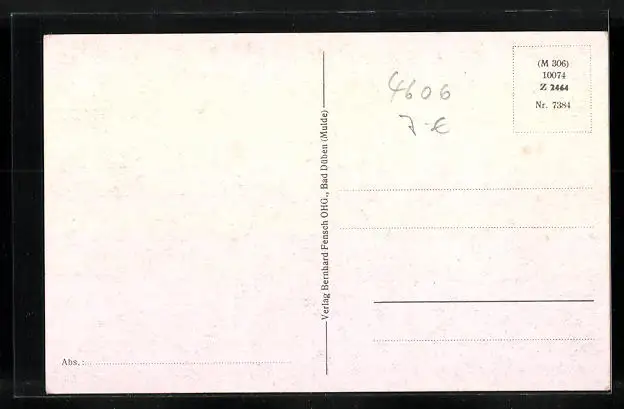 (M 306)
10074
Z 2464
Nr. 7384
4606
7-€
Verlag Bernhard Fensch OHG., Bad Düben (Mulde)
Abs.: